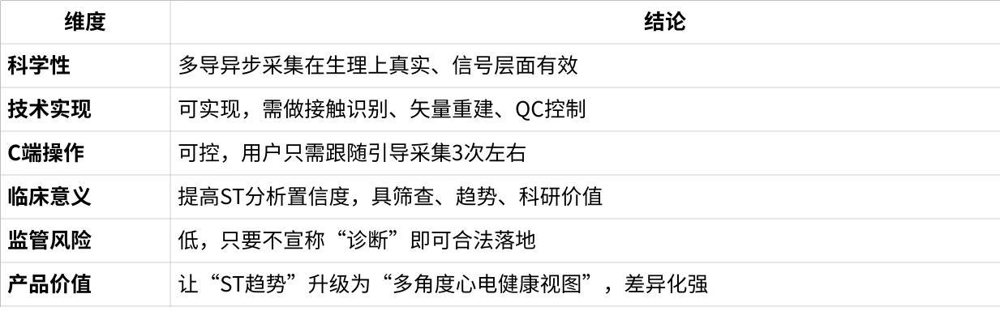 维度 结论
科学性 多导异步采集在生理上真实、信号层面有效
技术实现 可实现，需做接触识别、矢量重建、QC控制
C端操作 可控，用户只需跟随引导采集3次左右
临床意义 提高ST分析置信度，具筛查、趋势、科研价值
监管风险 低，只要不宣称“诊断”即可合法落地
产品价值 让“ST趋势”升级为“多角度心电健康视图”，差异化强